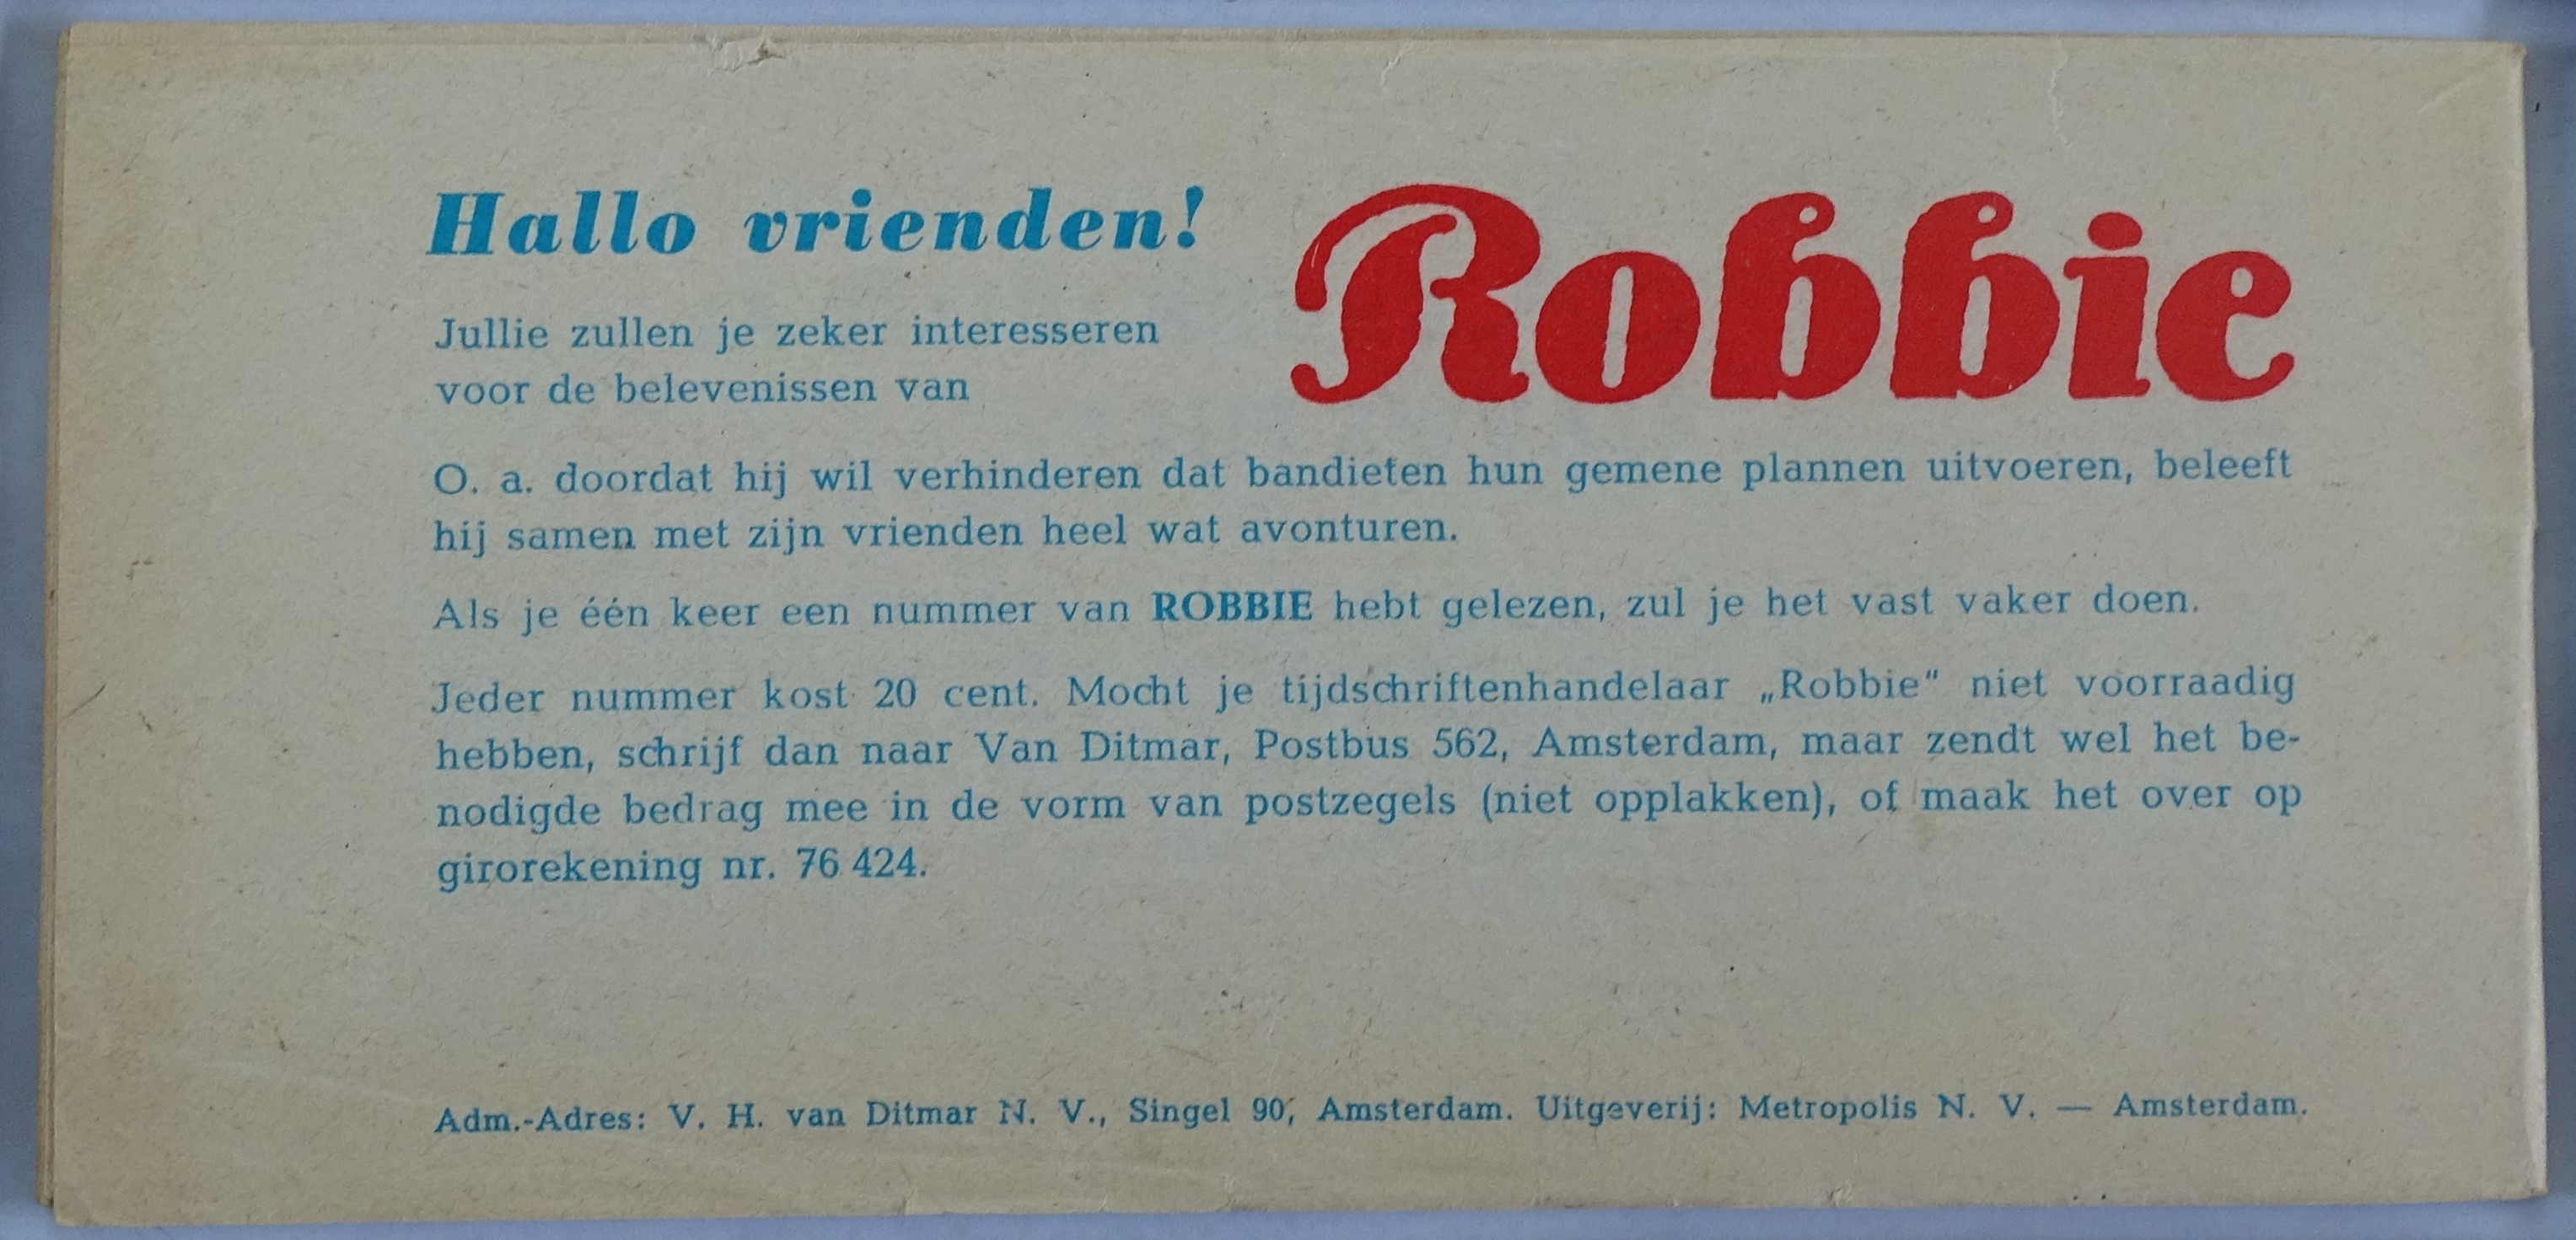 Hallo vrienden!
Jullie zullen je zeker interesseren
voor de belevenissen van
Robbie
O. a. doordat hij wil verhinderen dat bandieten hun gemene plannen uitvoeren, beleeft
hij samen met zijn vrienden heel wat avonturen.
Als je één keer een nummer van ROBBIE hebt gelezen, zul je het vast vaker doen.
Jeder nummer kost 20 cent. Mocht je tijdschriftenhandelaar „Robbie“ niet voorraadig
hebben, schrijf dan naar Van Ditmar, Postbus 562, Amsterdam, maar zendt wel het be-
nodigde bedrag mee in de vorm van postzegels (niet opplakken), of maak het over op
girorekening nr. 76 424.
Adm.-Adres: V. H. van Ditmar N. V., Singel 90, Amsterdam. Uitgeverij: Metropolis N. V. — Amsterdam.